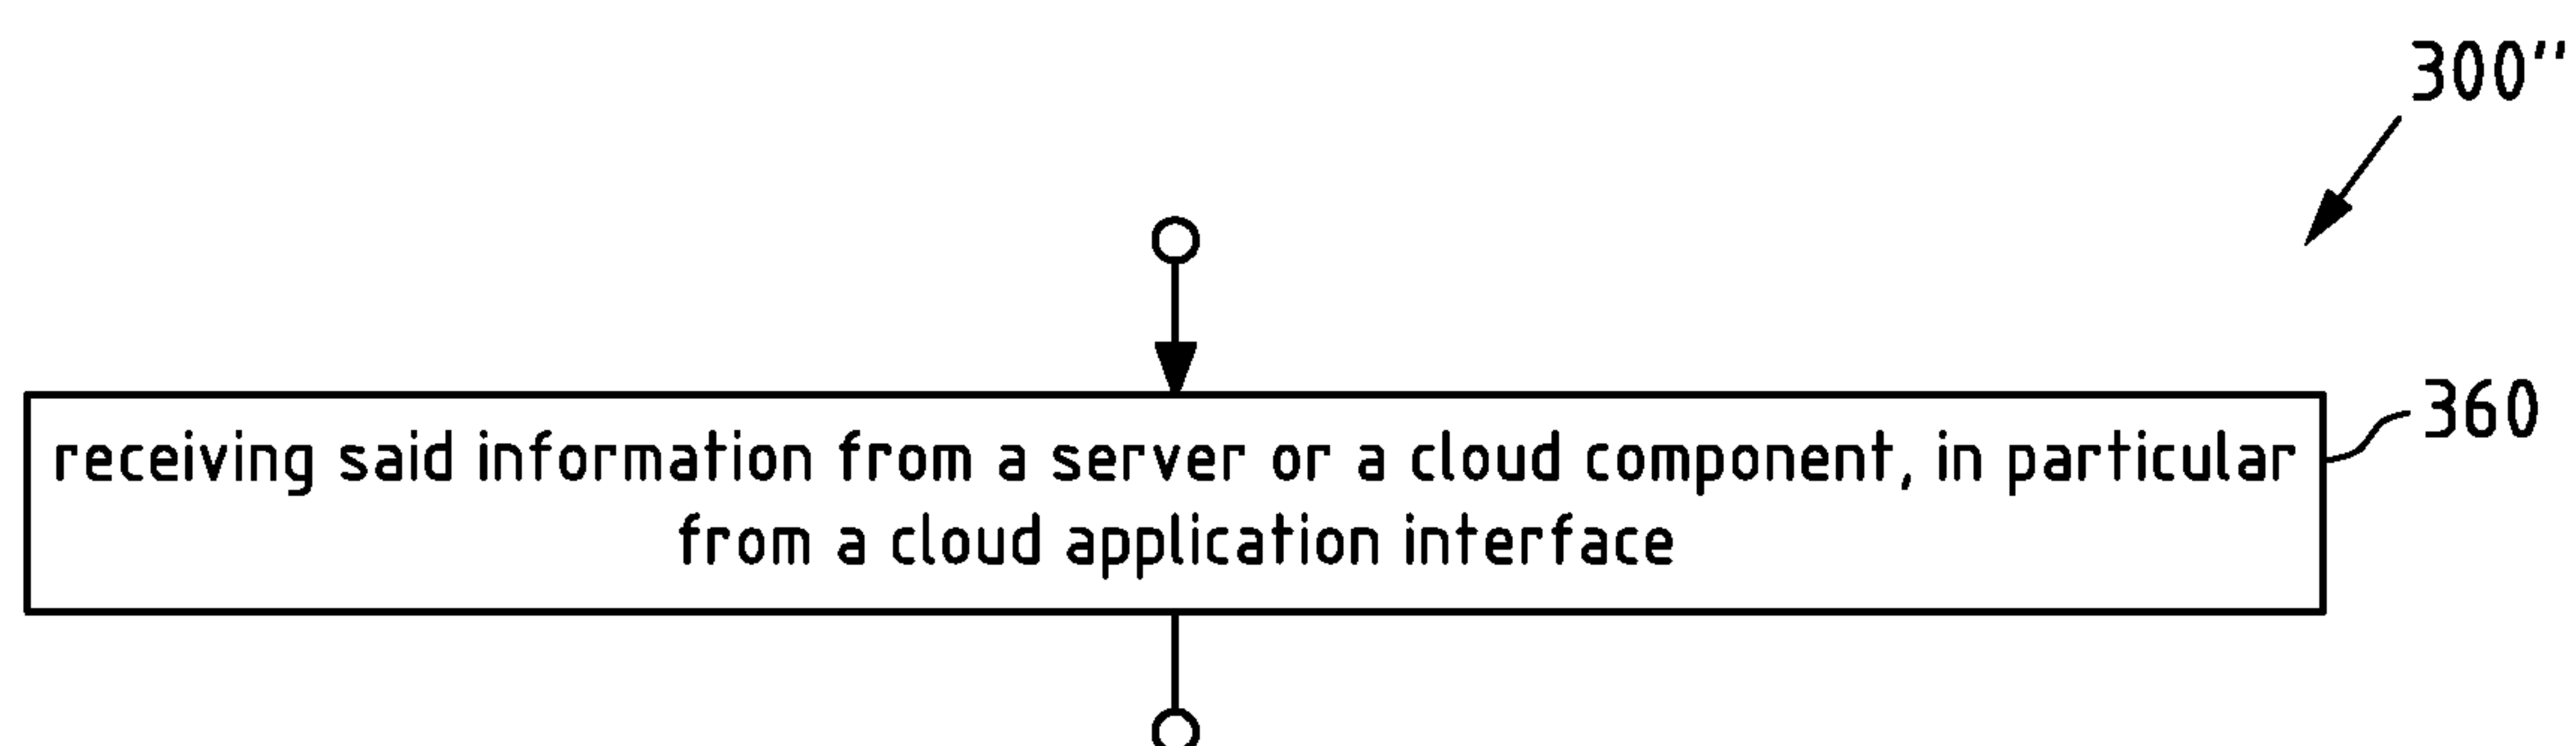 300''
360
receiving said information from a server or a cloud component, in particular
from a cloud application interface